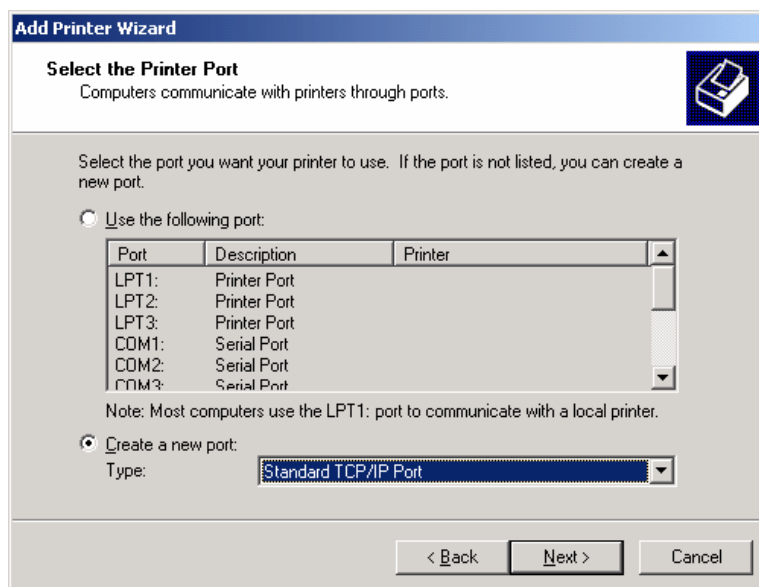 Add Printer Wizard
Select the Printer Port
Computers communicate with printers through ports.
Select the port you want your printer to use. If the port is not listed, you can create a
new port.
Use the following port:
Port Description Printer
LPT1: Printer Port
LPT2: Printer Port
LPT3: Printer Port
COM1: Serial Port
COM2: Serial Port
COM3: Serial Port
Note: Most computers use the LPT1: port to communicate with a local printer.
Create a new port:
Type: Standard TCP/IP Port
< Back Next > Cancel